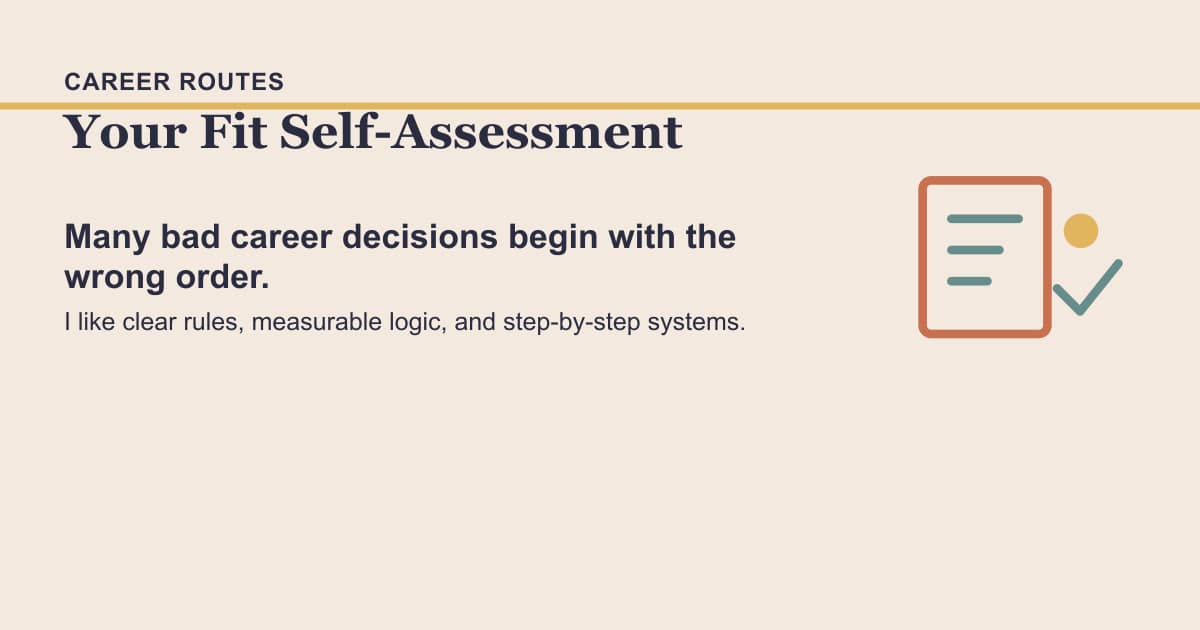 CAREER ROUTES
Your Fit Self-Assessment
Many bad career decisions begin with the
wrong order.
I like clear rules, measurable logic, and step-by-step systems.